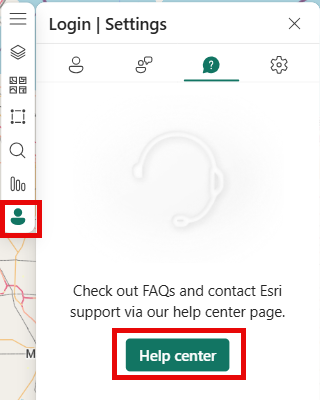 Login | Settings
?
Check out FAQs and contact Esri
support via our help center page.
Help center
M